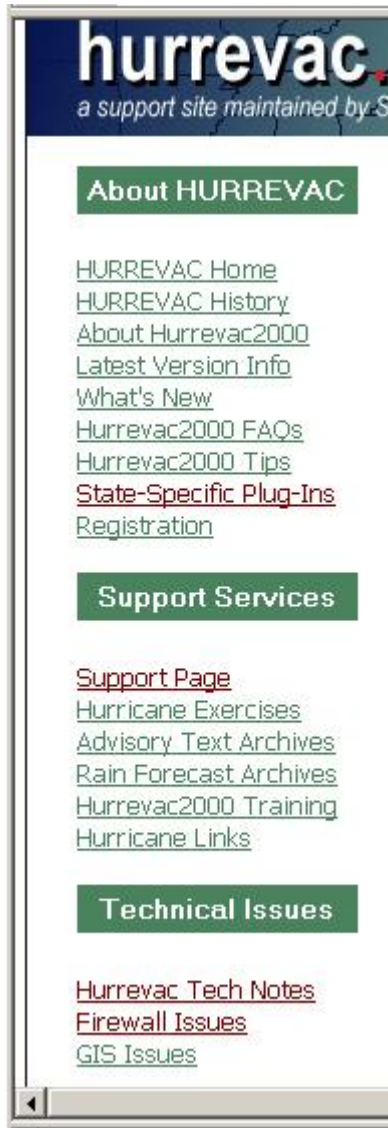 hurrevac.
a support site maintained by S
About HURREVAC
HURREVAC Home
HURREVAC History
About Hurrevac2000
Latest Version Info
What's New
Hurrevac2000 FAQs
Hurrevac2000 Tips
State-Specific Plug-Ins
Registration
Support Services
Support Page
Hurricane Exercises
Advisory Text Archives
Rain Forecast Archives
Hurrevac2000 Training
Hurricane Links
Technical Issues
Hurrevac Tech Notes
Firewall Issues
GIS Issues